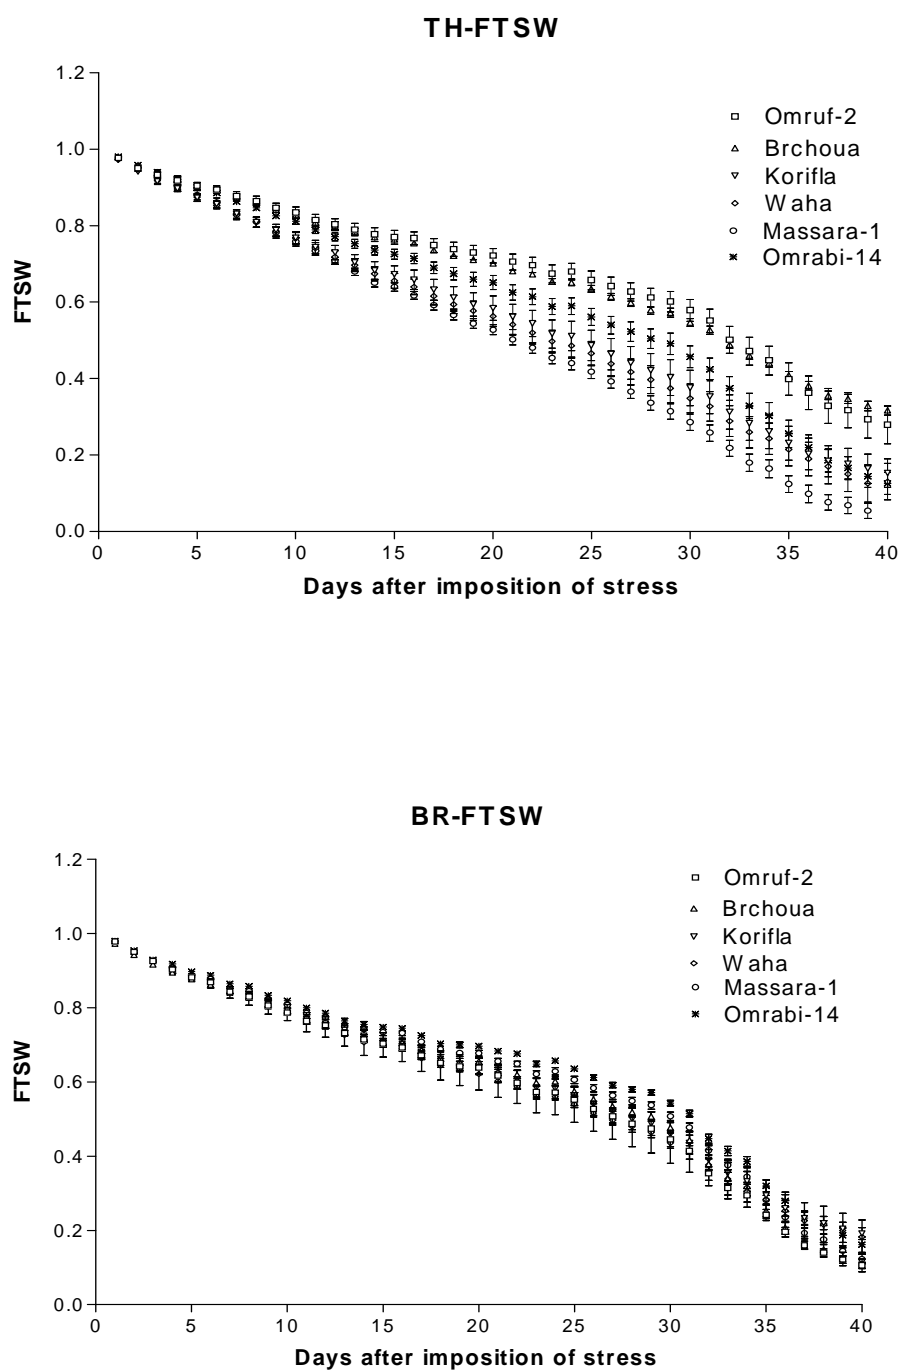 TH-FTSW
1.2
1.0
0.8
0.6
0.4
0.2
0.0
FTSW
Omruf-2
Brchoua
Korifla
Waha
Massara-1
Omrabi-14
0 5 10 15 20 25 30 35 40
Days after imposition of stress
BR-FTSW
1.2
1.0
0.8
0.6
0.4
0.2
0.0
FTSW
Omruf-2
Brchoua
Korifla
Waha
Massara-1
Omrabi-14
0 5 10 15 20 25 30 35 40
Days after imposition of stress